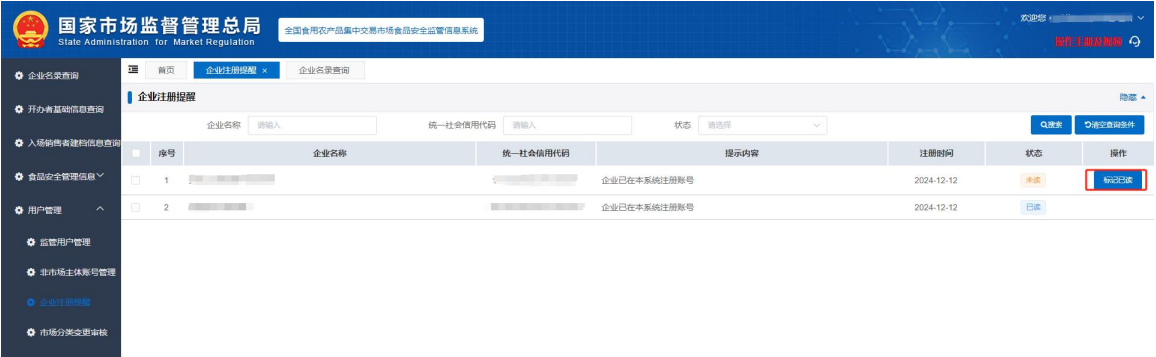 国家市场监督管理总局
State Administration for Market Regulation
全国食用农产品集中交易市场食品安全监管信息系统
欢迎您，
操作手册及视频
企业名录查询
开办者基础信息查询
入场销售者建档信息查询
食品安全管理信息
用户管理
监管用户管理
非市场主体账号管理
企业注册提醒
市场分类变更审核
首页 企业注册提醒 × 企业名录查询
企业注册提醒 隐藏
企业名称 请输入 统一社会信用代码 请输入 状态 请选择 搜索 清空查询条件
序号 企业名称 统一社会信用代码 提示内容 注册时间 状态 操作
1 企业已在本系统注册账号 2024-12-12 未读 标记已读
2 企业已在本系统注册账号 2024-12-12 已读